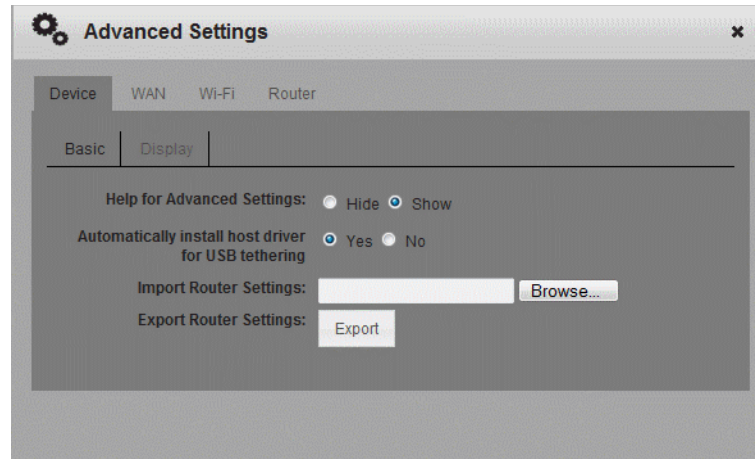 Advanced Settings
Device WAN Wi-Fi Router
Basic Display
Help for Advanced Settings: Hide Show
Automatically install host driver Yes No
for USB tethering
Import Router Settings: Browse...
Export Router Settings: Export